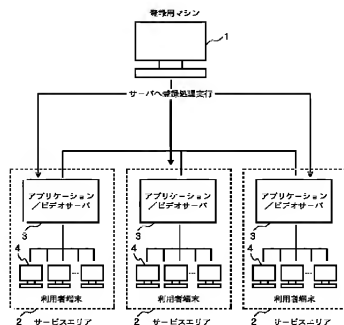 登録用マシン
1
サーバへ登録処理実行
アプリケーション
／ビデオサーバ
アプリケーション
／ビデオサーバ
アプリケーション
／ビデオサーバ
3
3
3
4
4
4
利用者端末
利用者端末
利用者端末
2 サービスエリア
2 サービスエリア
2 サービスエリア